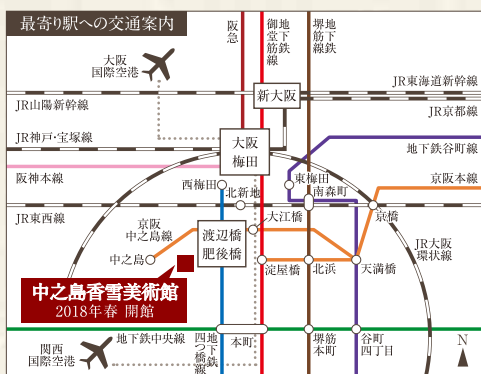 最寄り駅への交通案内
阪急
地下鉄
御堂筋線
地下鉄
堺筋線
大阪
国際空港
新大阪
JR東海道新幹線
JR山陽新幹線
JR京都線
JR神戸・宝塚線
大阪
梅田
地下鉄谷町線
阪神本線
西梅田
東梅田
京阪本線
北新地
南森町
JR東西線
大江橋
京橋
京阪
中之島線
渡辺橋
肥後橋
JR大阪
環状線
中之島
淀屋橋
北浜
天満橋
中之島香雪美術館
2018年春 開館
地下鉄中央線
地下鉄
四つ橋線
本町
堺筋
本町
谷町
四丁目
関西
国際空港
N